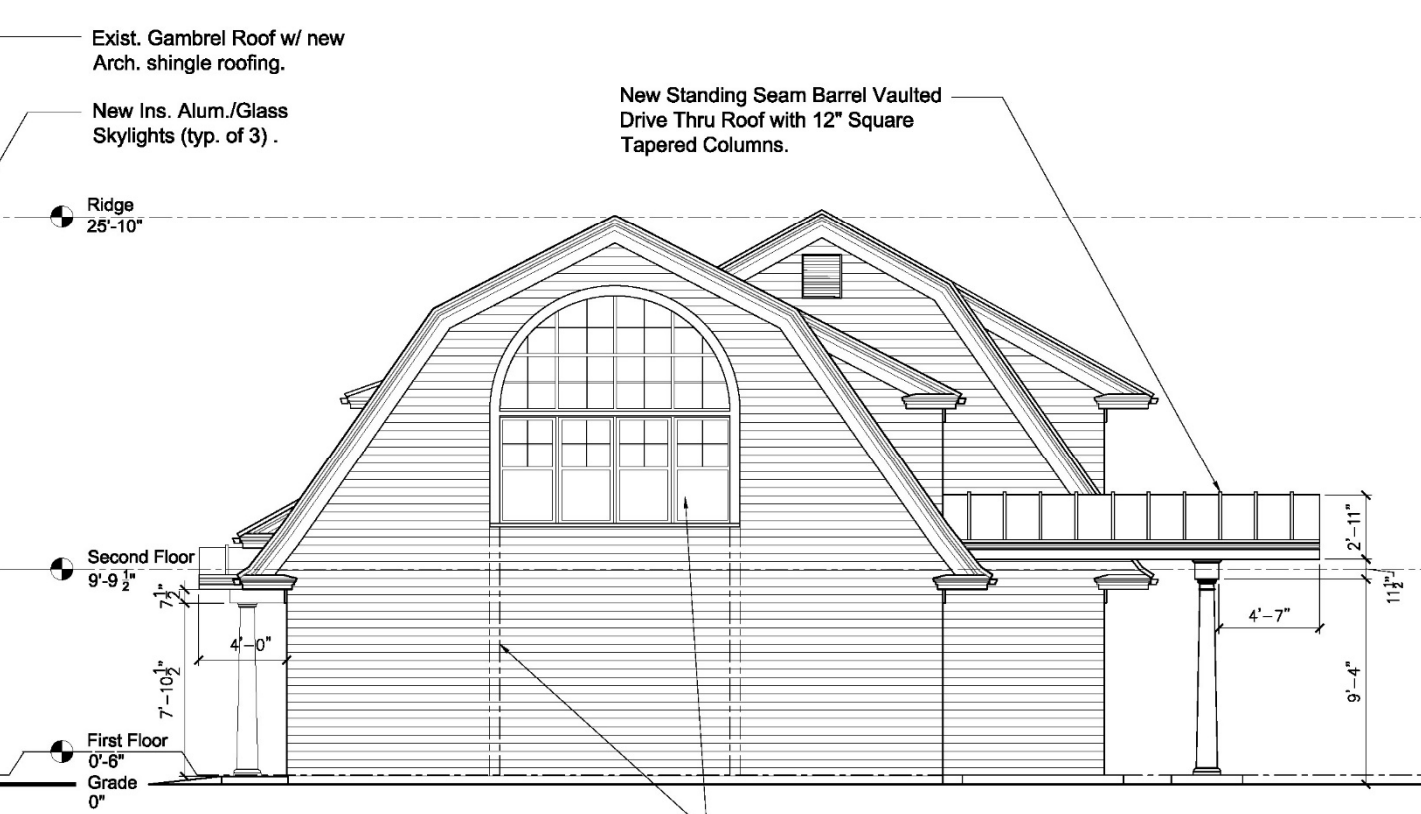 Exist. Gambrel Roof w/ new
Arch. shingle roofing.
New Ins. Alum./Glass
Skylights (typ. of 3) .
New Standing Seam Barrel Vaulted
Drive Thru Roof with 12" Square
Tapered Columns.
Ridge
25'-10"
Second Floor
9'-9 1/2"
7 1/2"
4'-0"
7'-10 1/2"
First Floor
0'-6"
Grade
0"
2'-11"
11 1/2"
4'-7"
9'-4"